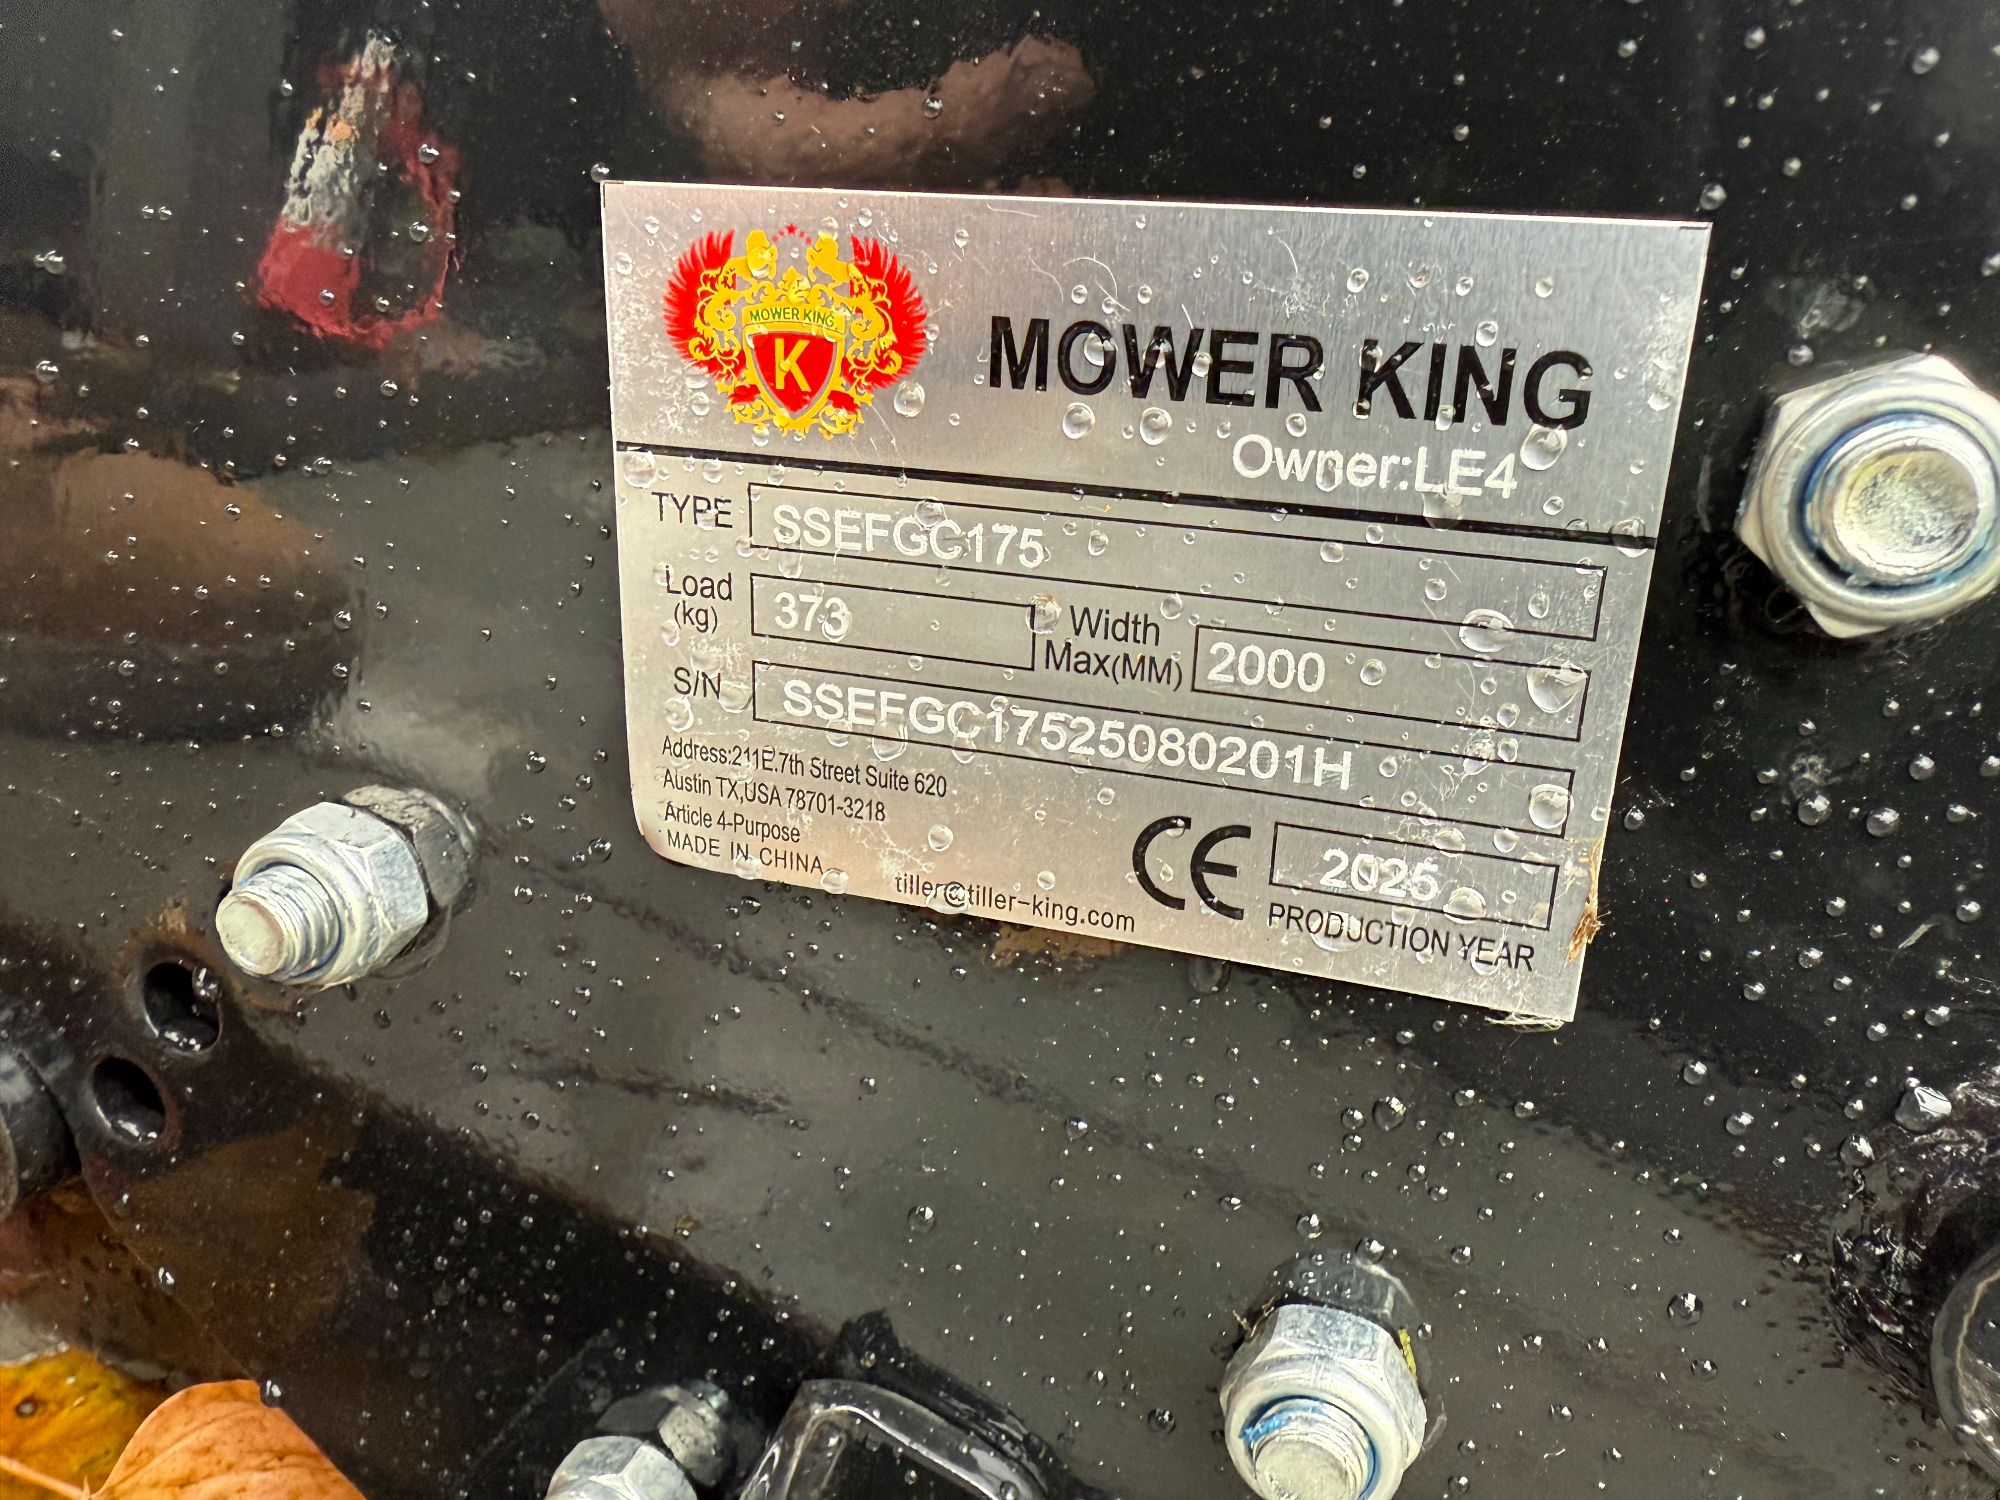 MOWER KING
K
MOWER KING
Owner:LE4
TYPE SSEFGC175
Load (kg) 373
Width Max(MM) 2000
S/N SSEFGC17525080201H
Address:211E.7th Street Suite 620
Austin TX,USA 78701-3218
Article 4-Purpose
MADE IN CHINA
tiller@tiller-king.com
CE
2025
PRODUCTION YEAR